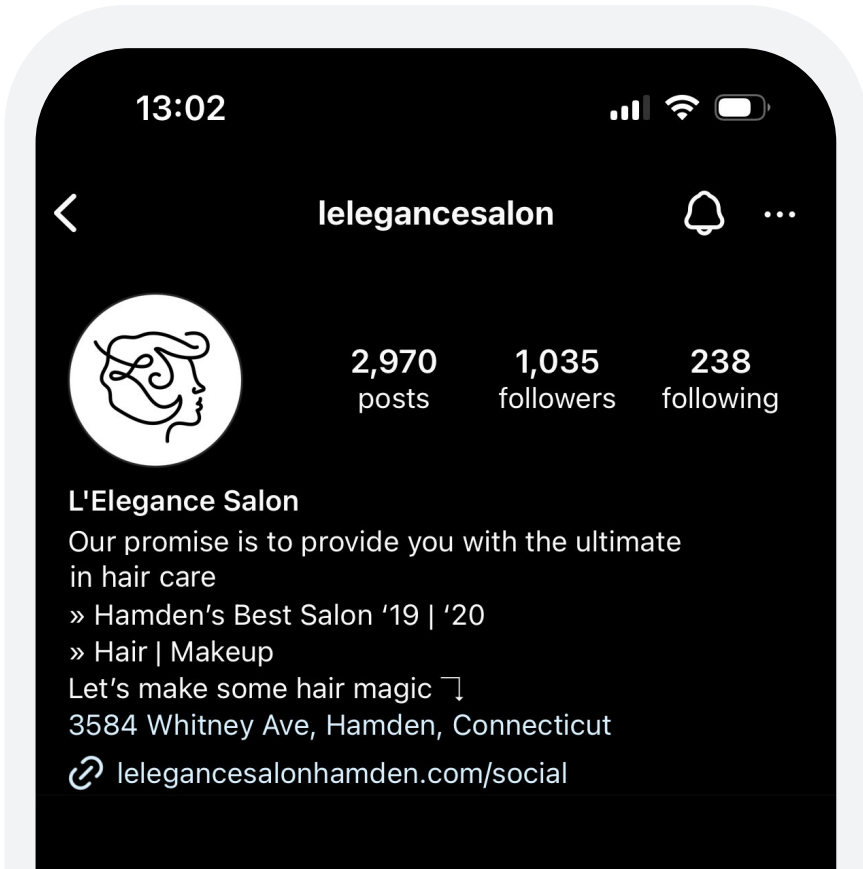 13:02
lelegancesalon
2,970 1,035 238
posts followers following
L'Elegance Salon
Our promise is to provide you with the ultimate
in hair care
» Hamden’s Best Salon ‘19 | ‘20
» Hair | Makeup
Let’s make some hair magic ⤵
3584 Whitney Ave, Hamden, Connecticut
lelegancesalonhamden.com/social